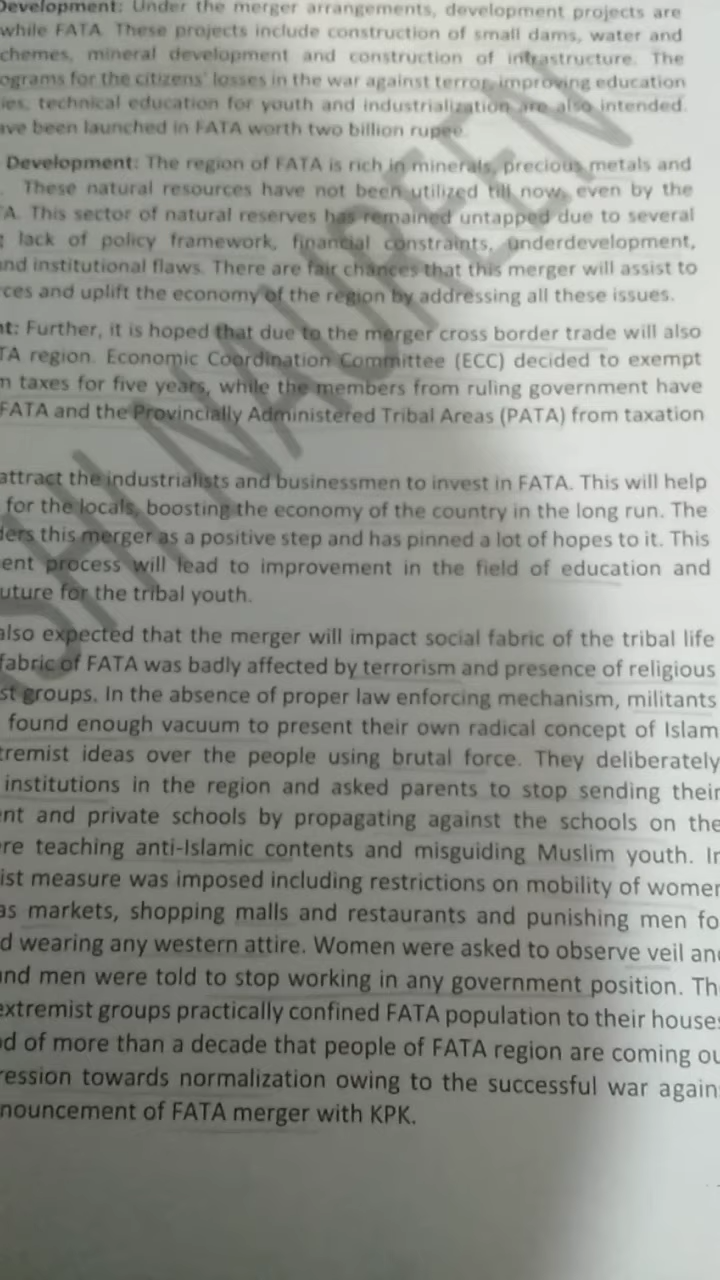 Development: Under the merger arrangements, development projects are
while FATA. These projects include construction of small dams, water and
chemes, mineral development and construction of infrastructure. The
ograms for the citizens' losses in the war against terror, improving education
ies, technical education for youth and industrialization are also intended.
ave been launched in FATA worth two billion rupee
Development: The region of FATA is rich in minerals, precious metals and
. These natural resources have not been utilized till now, even by the
TA. This sector of natural reserves has remained untapped due to several
g lack of policy framework, financial constraints, underdevelopment,
and institutional flaws. There are fair chances that this merger will assist to
rces and uplift the economy of the region by addressing all these issues.
nt: Further, it is hoped that due to the merger cross border trade will also
TA region. Economic Coordination Committee (ECC) decided to exempt
m taxes for five years, while the members from ruling government have
FATA and the Provincially Administered Tribal Areas (PATA) from taxation
attract the industrialists and businessmen to invest in FATA. This will help
for the locals, boosting the economy of the country in the long run. The
ders this merger as a positive step and has pinned a lot of hopes to it. This
ent process will lead to improvement in the field of education and
uture for the tribal youth.
also expected that the merger will impact social fabric of the tribal life
fabric of FATA was badly affected by terrorism and presence of religious
st groups. In the absence of proper law enforcing mechanism, militants
found enough vacuum to present their own radical concept of Islam
tremist ideas over the people using brutal force. They deliberately
institutions in the region and asked parents to stop sending their
ent and private schools by propagating against the schools on the
ere teaching anti-Islamic contents and misguiding Muslim youth. In
ist measure was imposed including restrictions on mobility of women
as markets, shopping malls and restaurants and punishing men fo
d wearing any western attire. Women were asked to observe veil and
and men were told to stop working in any government position. Th
extremist groups practically confined FATA population to their houses
od of more than a decade that people of FATA region are coming ou
ression towards normalization owing to the successful war agains
nouncement of FATA merger with KPK.
SHI NAUREEN